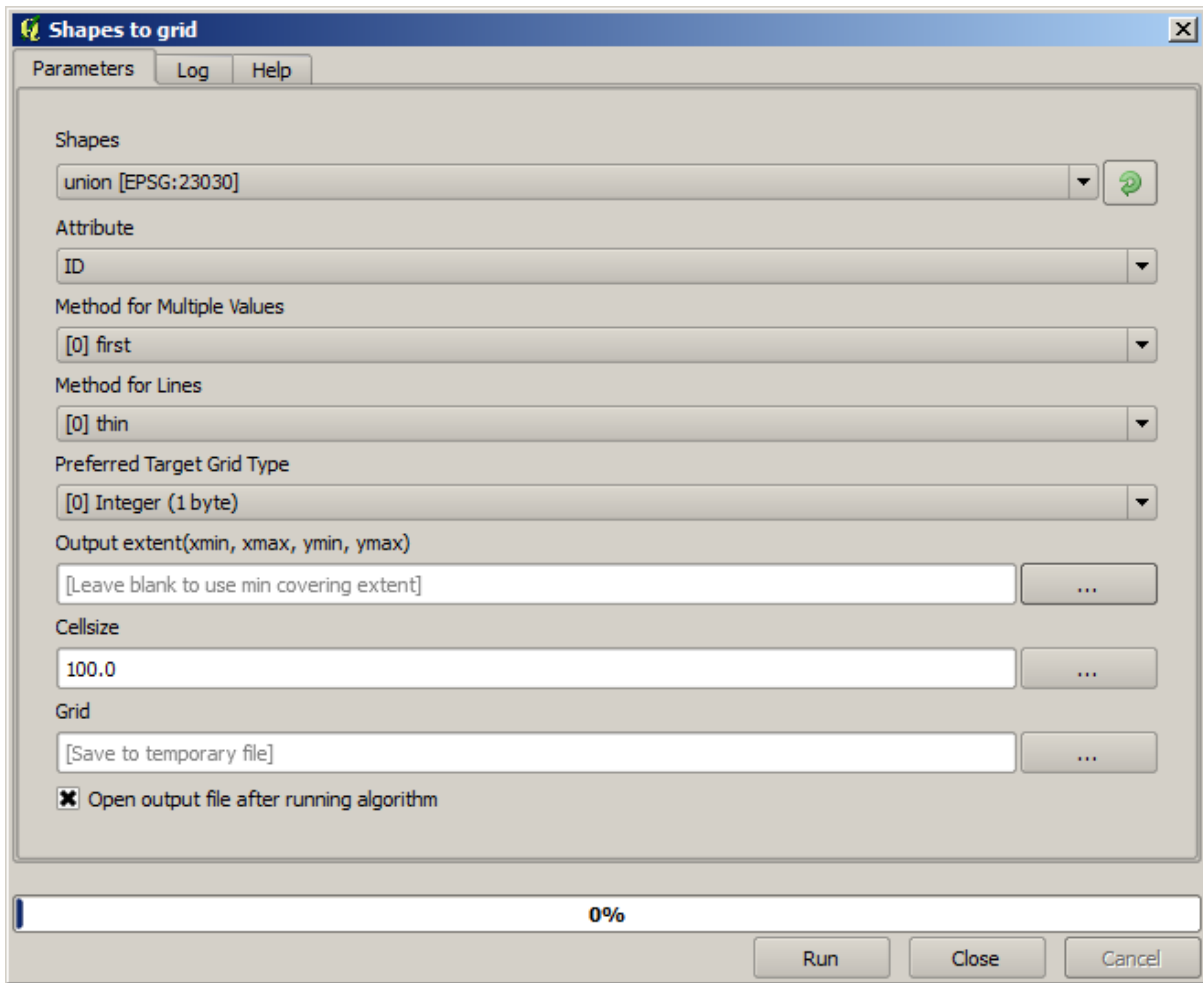 Shapes to grid
Parameters Log Help
Shapes
union [EPSG:23030]
Attribute
ID
Method for Multiple Values
[0] first
Method for Lines
[0] thin
Preferred Target Grid Type
[0] Integer (1 byte)
Output extent(xmin, xmax, ymin, ymax)
[Leave blank to use min covering extent] ...
Cellsize
100.0 ...
Grid
[Save to temporary file] ...
Open output file after running algorithm
0%
Run Close Cancel